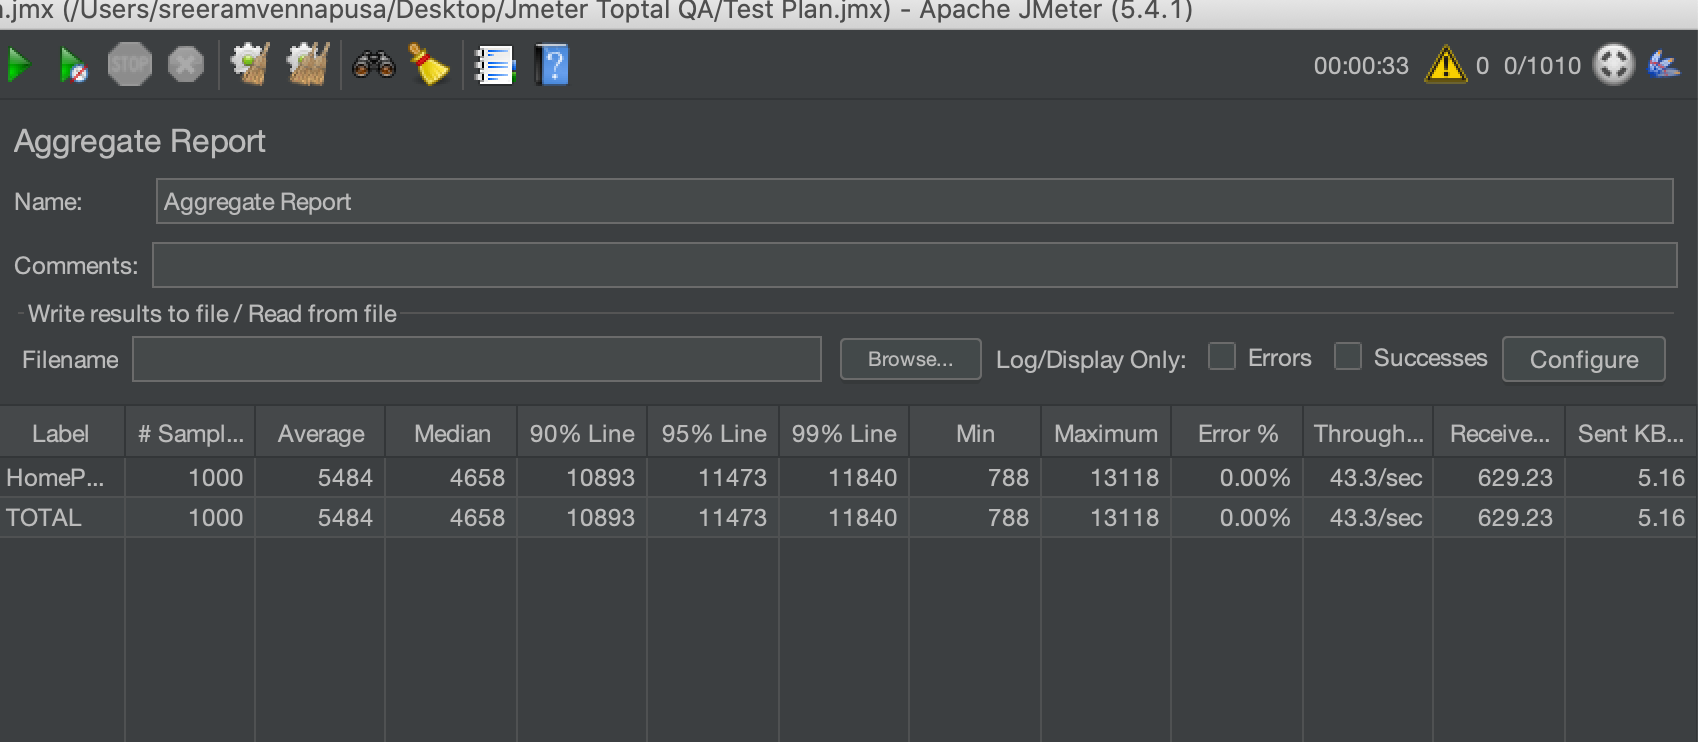 .jmx (/Users/sreeramvennapusa/Desktop/Jmeter Toptal QA/Test Plan.jmx) - Apache JMeter (5.4.1)
STOP 00:00:33 0 0/1010
Aggregate Report
Name: Aggregate Report
Comments:
Write results to file / Read from file
Filename Browse... Log/Display Only: Errors Successes Configure
Label # Sampl... Average Median 90% Line 95% Line 99% Line Min Maximum Error % Through... Receive... Sent KB...
HomeP... 1000 5484 4658 10893 11473 11840 788 13118 0.00% 43.3/sec 629.23 5.16
TOTAL 1000 5484 4658 10893 11473 11840 788 13118 0.00% 43.3/sec 629.23 5.16